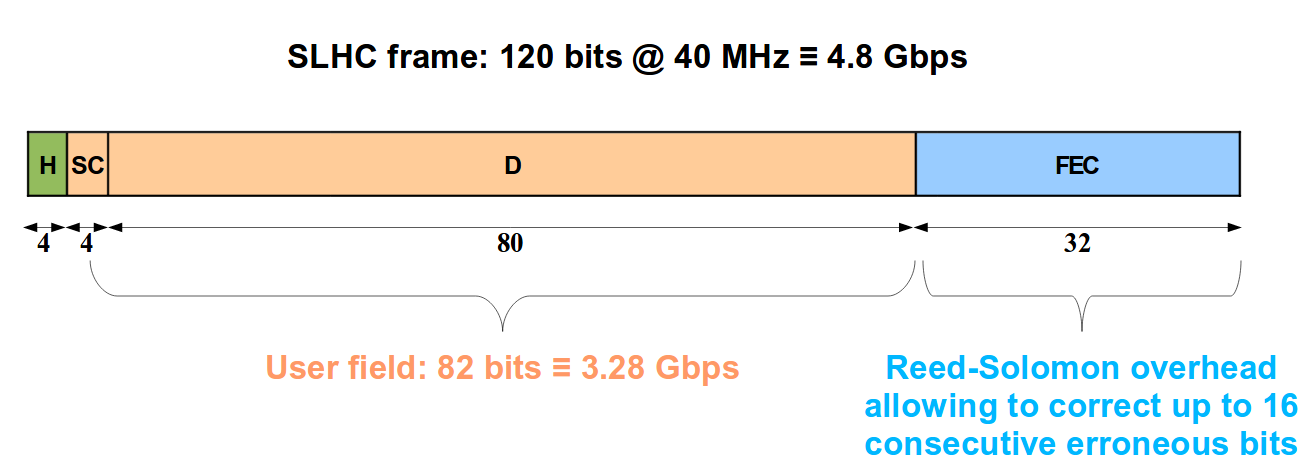 SLHC frame: 120 bits @ 40 MHz ≡ 4.8 Gbps
H SC D FEC
4 4 80 32
User field: 82 bits ≡ 3.28 Gbps
Reed-Solomon overhead
allowing to correct up to 16
consecutive erroneous bits